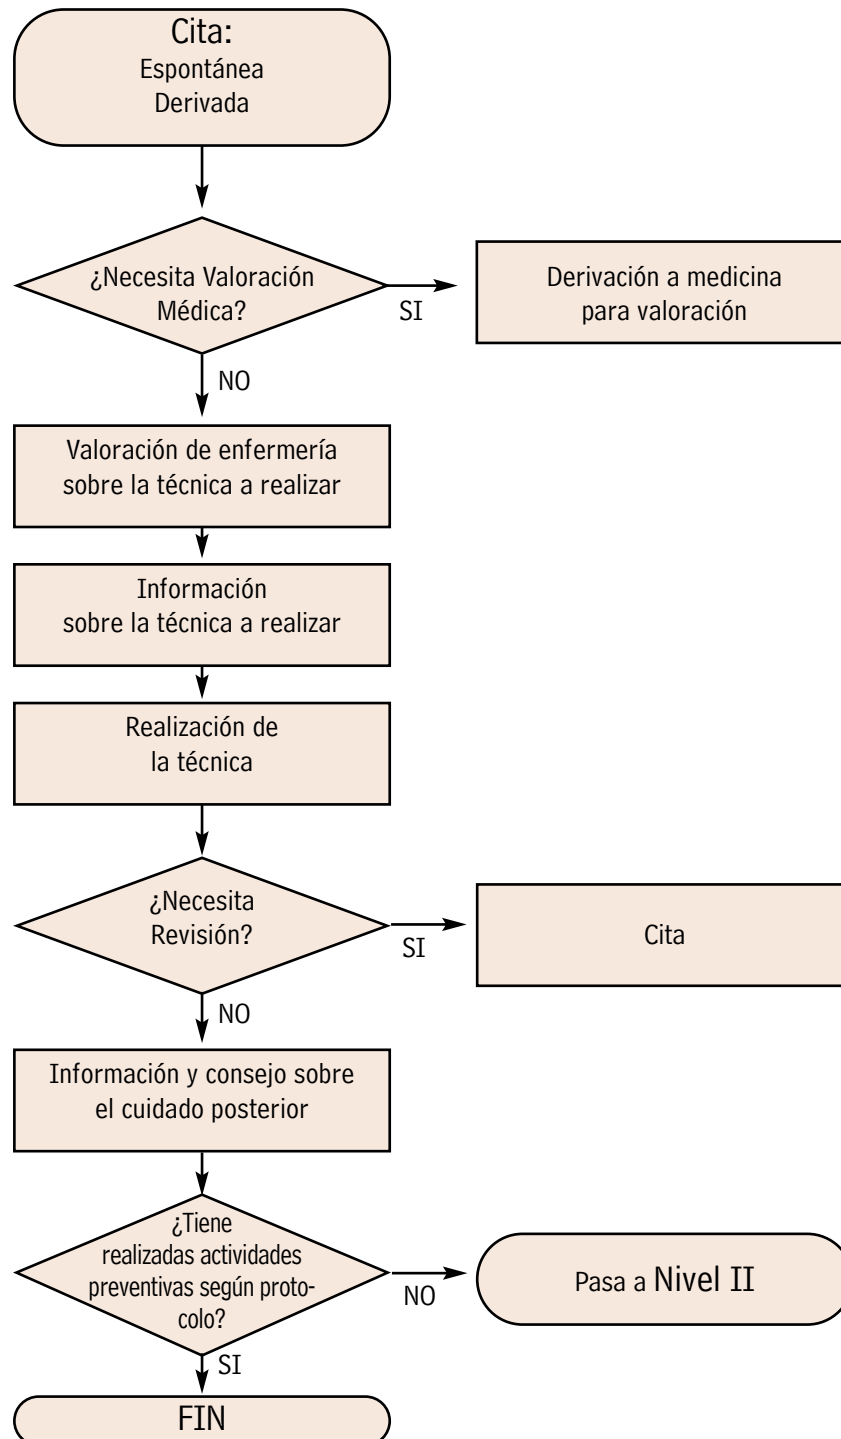 Cita:
Espontánea
Derivada
¿Necesita Valoración
Médica?
SI
Derivación a medicina
para valoración
NO
Valoración de enfermería
sobre la técnica a realizar
Información
sobre la técnica a realizar
Realización de
la técnica
¿Necesita
Revisión?
SI
Cita
NO
Información y consejo sobre
el cuidado posterior
¿Tiene
realizadas actividades
preventivas según proto-
colo?
NO
Pasa a Nivel II
SI
FIN